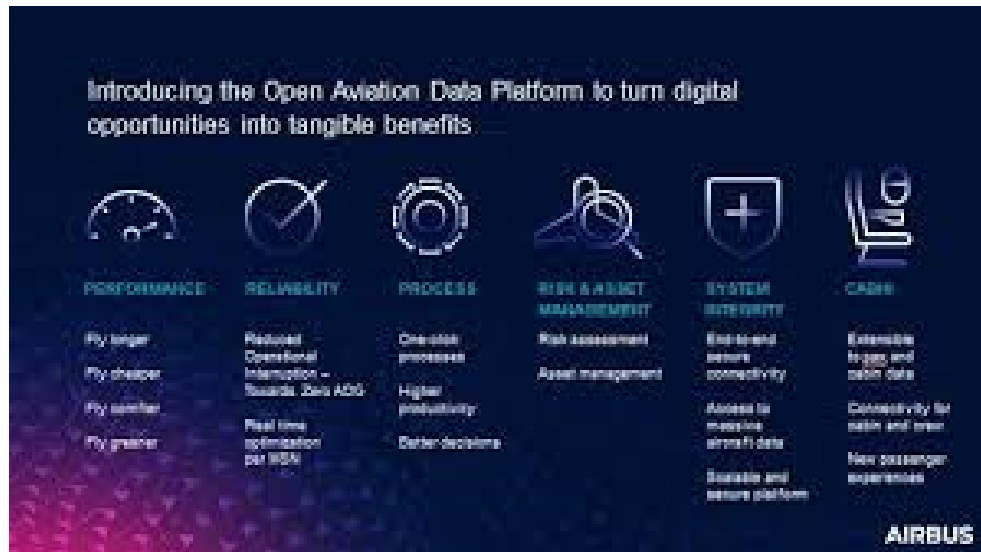 Introducing the Open Aviation Data Platform to turn digital
opportunities into tangible benefits
PERFORMANCE
Fly longer
Fly cheaper
Fly comfier
Fly greener
RELIABILITY
Reduced
Operational
Interruption –
Towards Zero AOG
Real time
optimization
per MSN
PROCESS
One-click
processes
Higher
productivity
Better decisions
RISK & ASSET
MANAGEMENT
Risk assessment
Asset management
SYSTEM
INTEGRITY
End-to-end
secure
connectivity
Access to
massive
aircraft data
Scalable and
secure platform
CABIN
Extensible
to pax and
cabin data
Connectivity for
cabin and crew
New passenger
experiences
AIRBUS